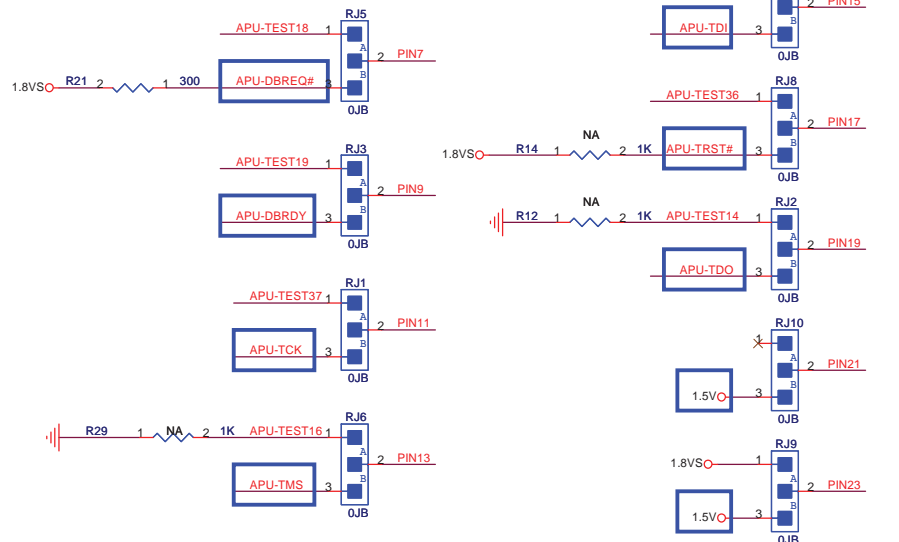 RJ5
APU-TEST18 1
A
2 PIN7
B
1.8VS R21 2 1 300 APU-DBREQ# 3
0JB
RJ3
APU-TEST19 1
A
2 PIN9
B
APU-DBRDY 3
0JB
RJ1
APU-TEST37 1
A
2 PIN11
B
APU-TCK 3
0JB
RJ6
R29 1 NA 2 1K APU-TEST16 1
A
2 PIN13
B
APU-TMS 3
0JB
2 PIN15
B
APU-TDI 3
0JB
RJ8
APU-TEST36 1
A
2 PIN17
NA
B
1.8VS R14 1 2 1K APU-TRST# 3
0JB
RJ2
NA
R12 1 2 1K APU-TEST14 1
A
2 PIN19
B
APU-TDO 3
0JB
RJ10
1
A
2 PIN21
B
1.5V 3
0JB
RJ9
1.8VS 1
A
2 PIN23
B
1.5V 3
0JB